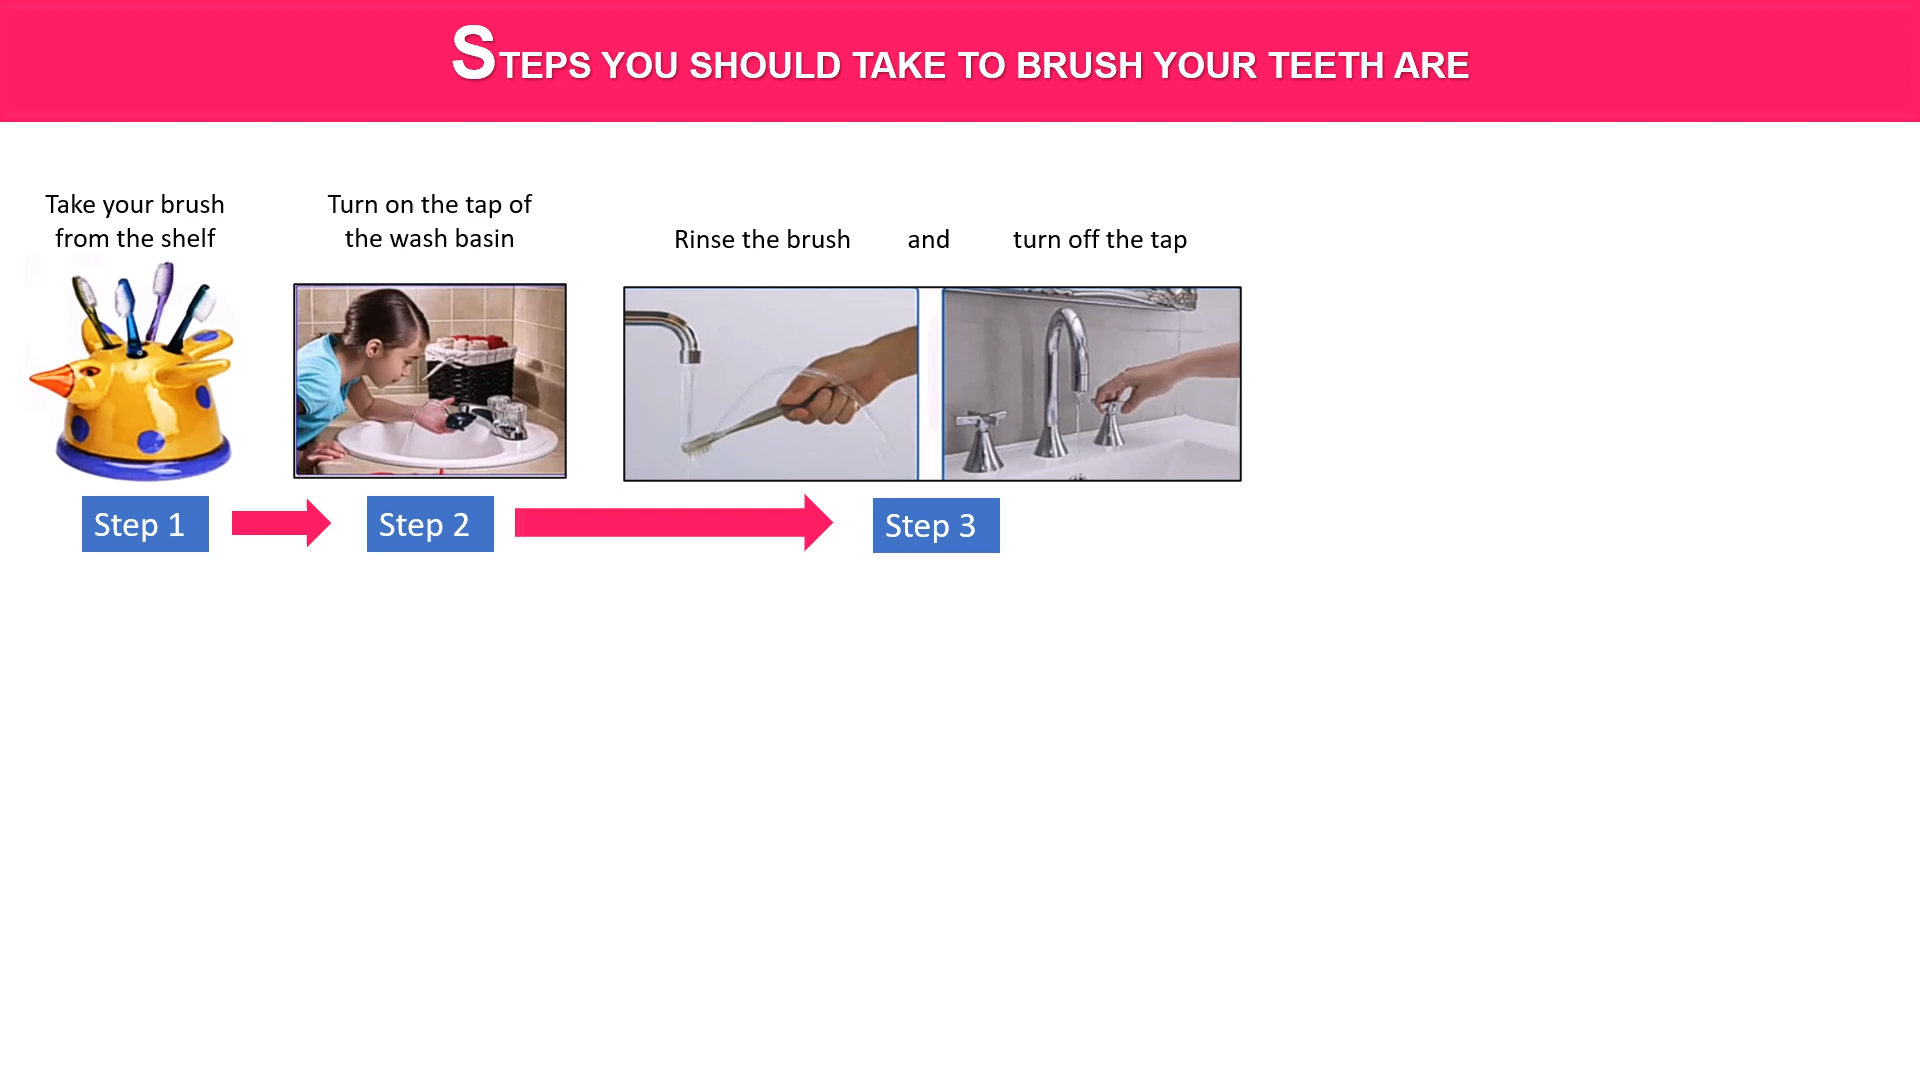 STEPS YOU SHOULD TAKE TO BRUSH YOUR TEETH ARE
Take your brush
from the shelf
Turn on the tap of
the wash basin
Rinse the brush and turn off the tap
Step 1
Step 2
Step 3